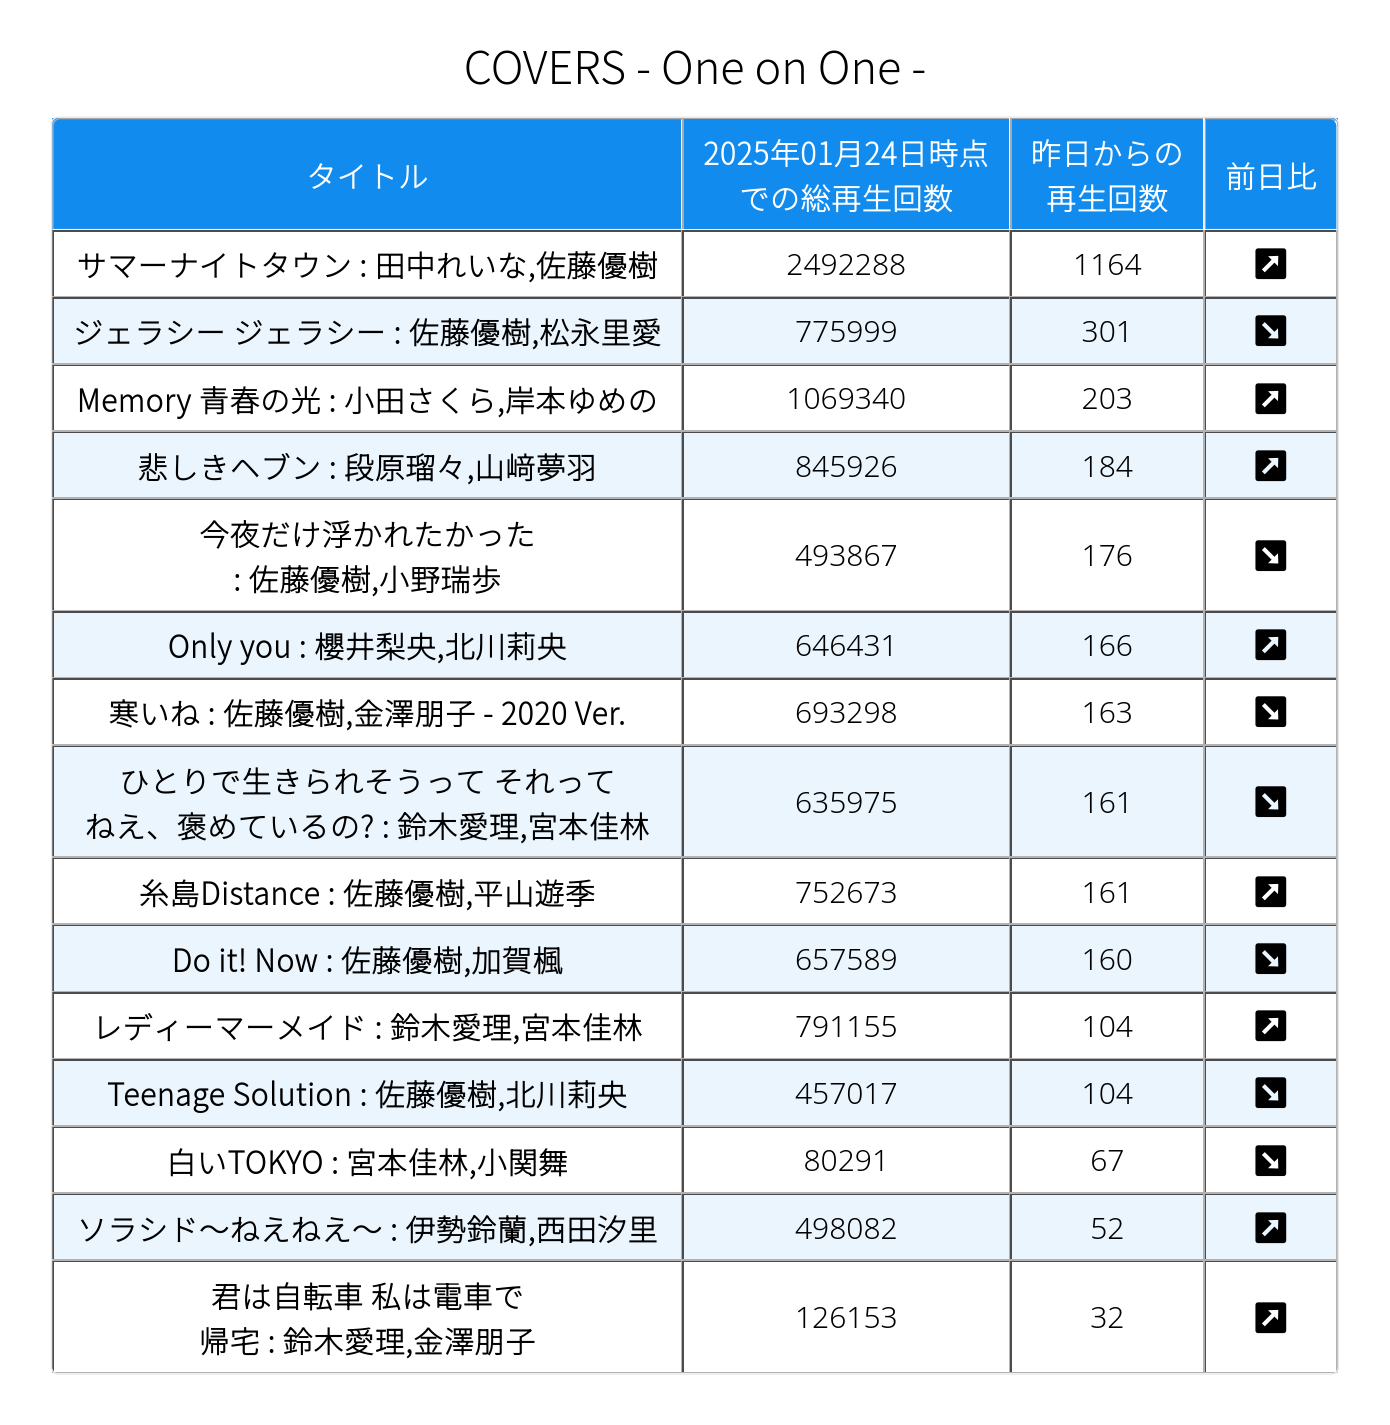 COVERS - One on One -
タイトル
2025年01月24日時点
での総再生回数
昨日からの
再生回数
前日比
サマーナイトタウン : 田中れいな,佐藤優樹 2492288 1164 ↗
ジェラシー ジェラシー : 佐藤優樹,松永里愛 775999 301 ↘
Memory 青春の光 : 小田さくら,岸本ゆめの 1069340 203 ↗
悲しきヘブン : 段原瑠々,山﨑夢羽 845926 184 ↗
今夜だけ浮かれたかった
: 佐藤優樹,小野瑞歩 493867 176 ↘
Only you : 櫻井梨央,北川莉央 646431 166 ↗
寒いね : 佐藤優樹,金澤朋子 - 2020 Ver. 693298 163 ↘
ひとりで生きられそうって それって
ねえ、褒めているの? : 鈴木愛理,宮本佳林 635975 161 ↘
糸島Distance : 佐藤優樹,平山遊季 752673 161 ↗
Do it! Now : 佐藤優樹,加賀楓 657589 160 ↘
レディーマーメイド : 鈴木愛理,宮本佳林 791155 104 ↗
Teenage Solution : 佐藤優樹,北川莉央 457017 104 ↘
白いTOKYO : 宮本佳林,小関舞 80291 67 ↘
ソラシド〜ねえねえ〜 : 伊勢鈴蘭,西田汐里 498082 52 ↗
君は自転車 私は電車で
帰宅 : 鈴木愛理,金澤朋子 126153 32 ↗